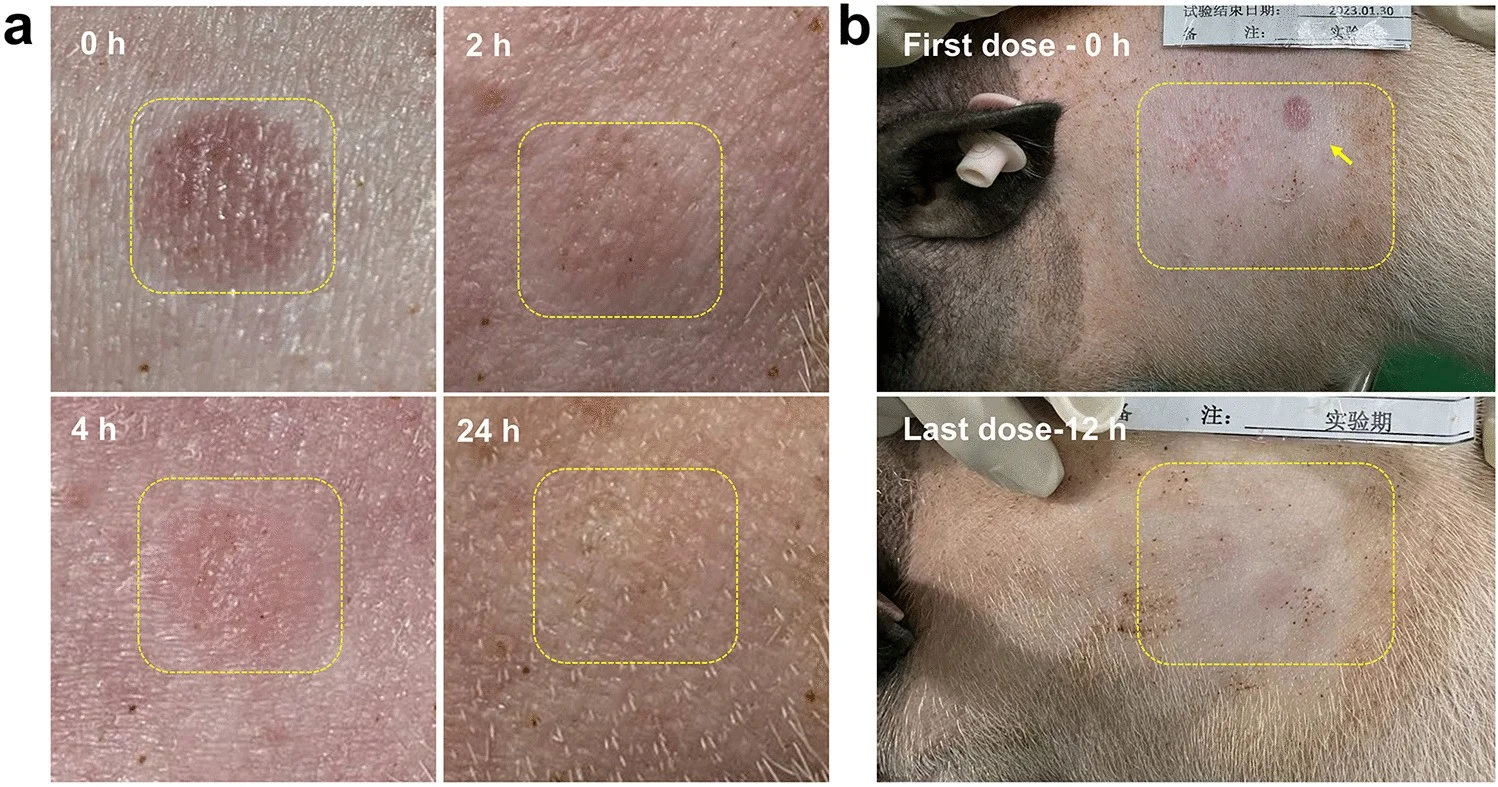 a
0 h
2 h
4 h
24 h
b
First dose - 0 h
试验结束日期： 2023.01.30
备 注： 实验
Last dose-12 h
备 注： 实验期